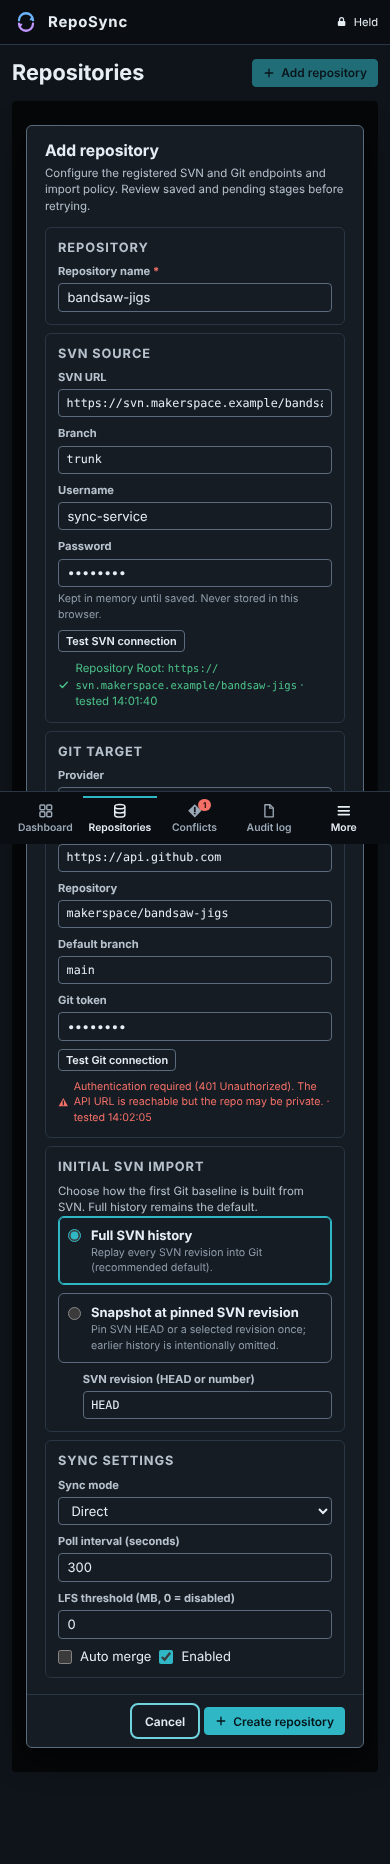 RepoSync
Held
Repositories
Add repository
Add repository
Configure the registered SVN and Git endpoints and
import policy. Review saved and pending stages before
retrying.
REPOSITORY
Repository name *
bandsaw-jigs
SVN SOURCE
SVN URL
https://svn.makerspace.example/bands
Branch
trunk
Username
sync-service
Password
••••••••
Kept in memory until saved. Never stored in this
browser.
Test SVN connection
Repository Root: https://
svn.makerspace.example/bandsaw-jigs ·
tested 14:01:40
GIT TARGET
Provider
Dashboard
Repositories
Conflicts
1
Audit log
More
https://api.github.com
Repository
makerspace/bandsaw-jigs
Default branch
main
Git token
••••••••
Test Git connection
Authentication required (401 Unauthorized). The
API URL is reachable but the repo may be private. ·
tested 14:02:05
INITIAL SVN IMPORT
Choose how the first Git baseline is built from
SVN. Full history remains the default.
Full SVN history
Replay every SVN revision into Git
(recommended default).
Snapshot at pinned SVN revision
Pin SVN HEAD or a selected revision once;
earlier history is intentionally omitted.
SVN revision (HEAD or number)
HEAD
SYNC SETTINGS
Sync mode
Direct
Poll interval (seconds)
300
LFS threshold (MB, 0 = disabled)
0
Auto merge
Enabled
Cancel
Create repository